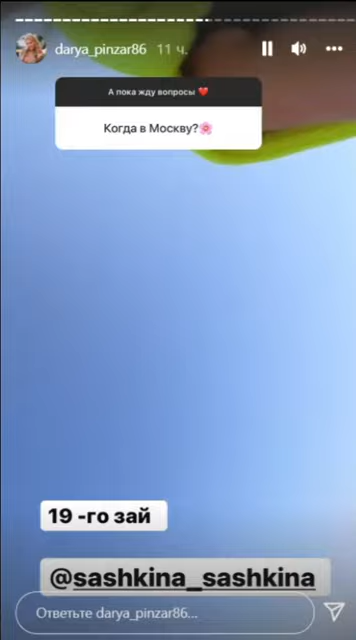 darya_pinzar86 11 ч.
А пока жду вопросы ❤️
Когда в Москву?🌸
19 -го зай
@sashkina_sashkina
Ответьте darya_pinzar86...